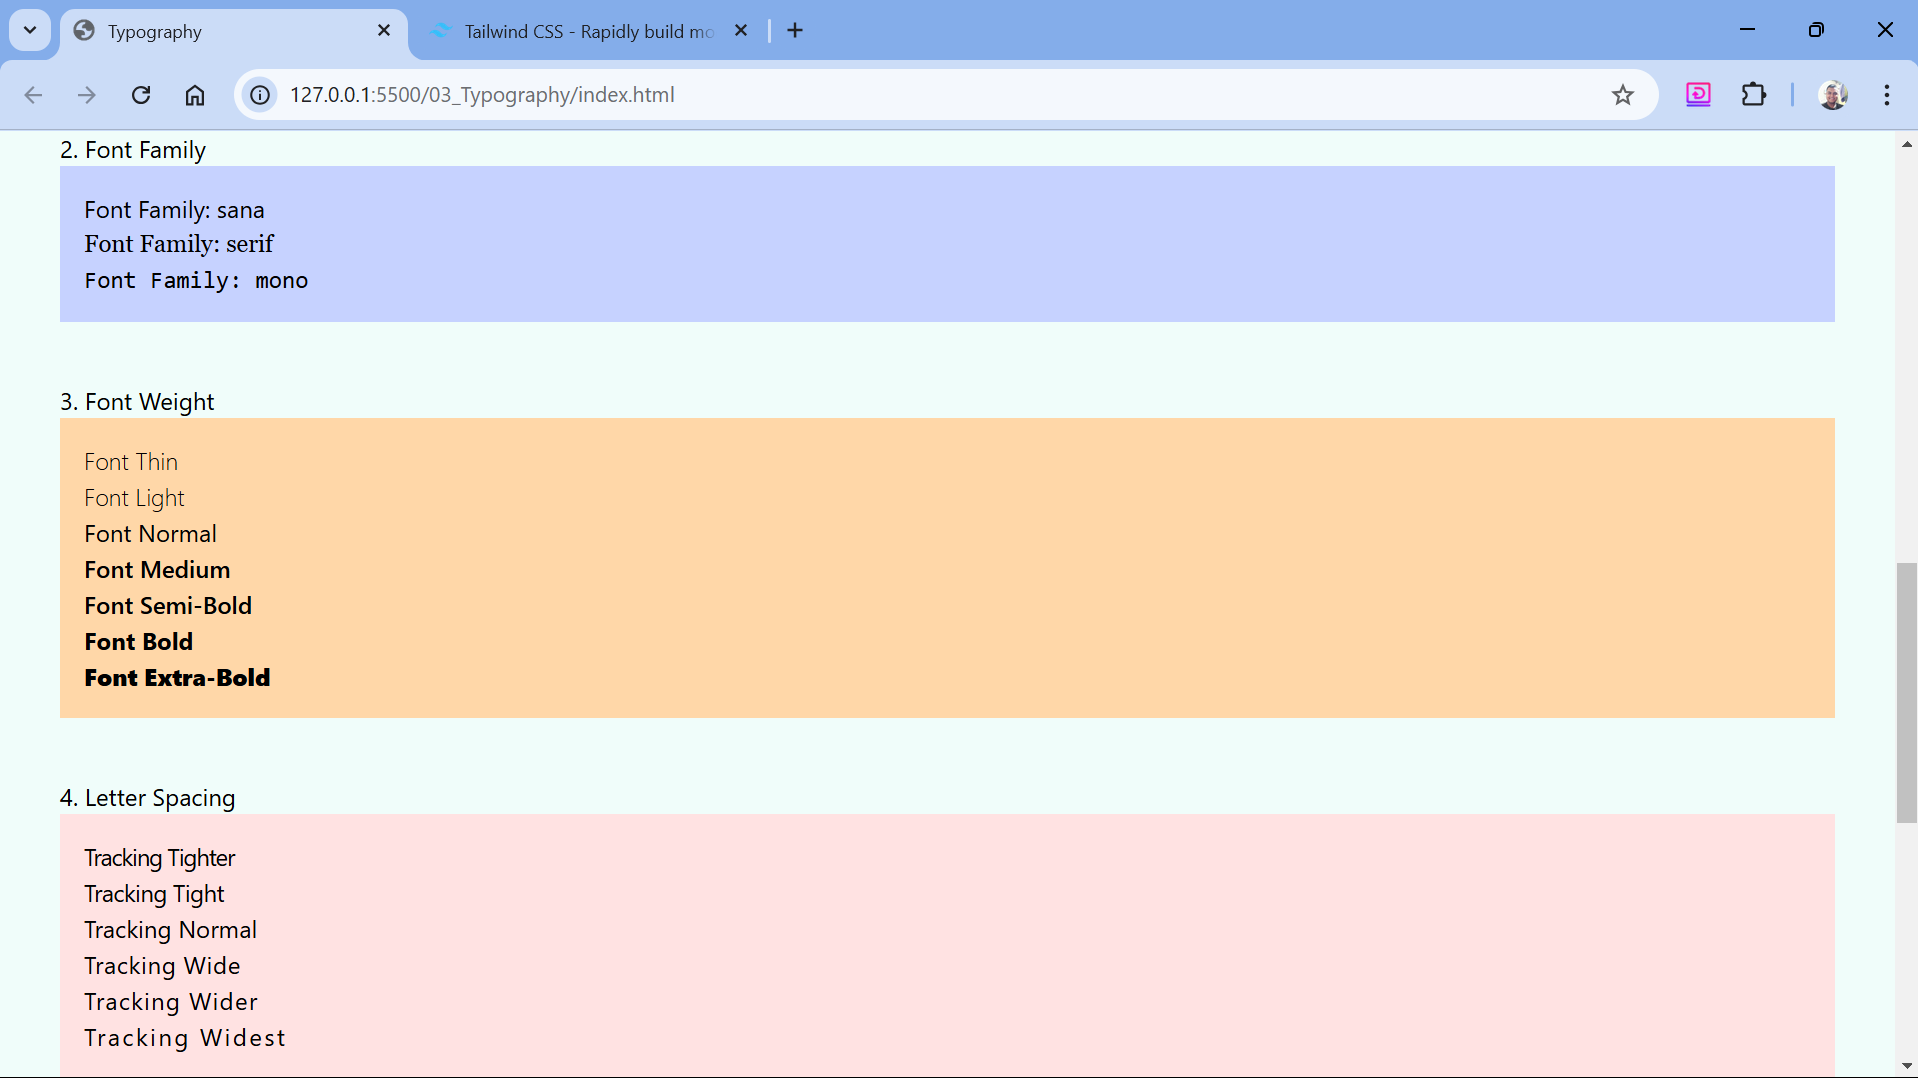 Typography
Tailwind CSS - Rapidly build mo
127.0.0.1:5500/03_Typography/index.html
2. Font Family
Font Family: sana
Font Family: serif
Font Family: mono
3. Font Weight
Font Thin
Font Light
Font Normal
Font Medium
Font Semi-Bold
Font Bold
Font Extra-Bold
4. Letter Spacing
Tracking Tighter
Tracking Tight
Tracking Normal
Tracking Wide
Tracking Wider
Tracking Widest